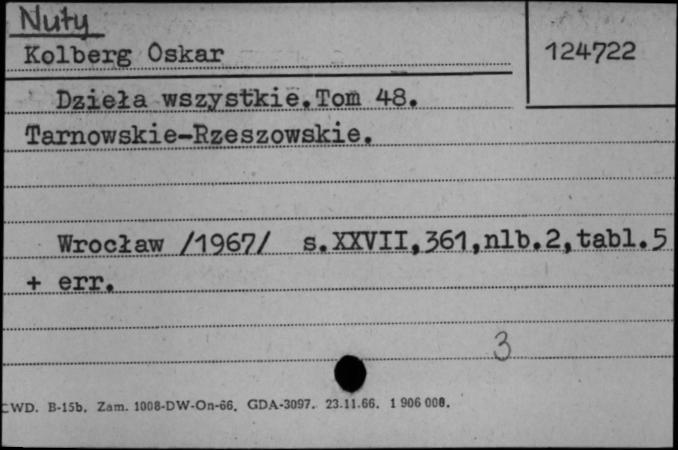 Nuty
Kolberg Oskar
124722
Dzieła wszystkie.Tom 48.
Tarnowskie-Rzeszowskie.
Wrocław /1967/ s.XXVII,361,nlb.2,tabl.5
+ err.
3
CWD. B-15b. Zam. 1008-DW-On-66. GDA-3097. 23.11.66. 1 906 008.